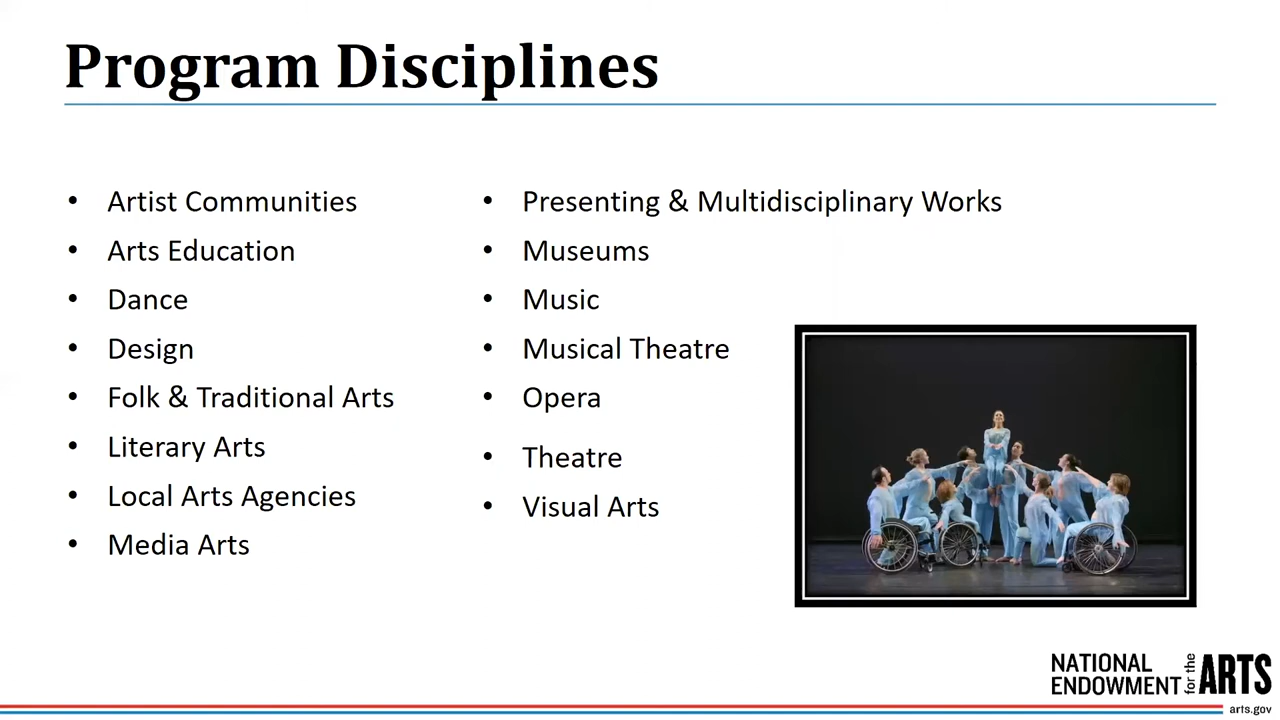 Program Disciplines
• Artist Communities
• Arts Education
• Dance
• Design
• Folk & Traditional Arts
• Literary Arts
• Local Arts Agencies
• Media Arts
• Presenting & Multidisciplinary Works
• Museums
• Music
• Musical Theatre
• Opera
• Theatre
• Visual Arts
NATIONAL
ENDOWMENT
for the
ARTS
arts.gov